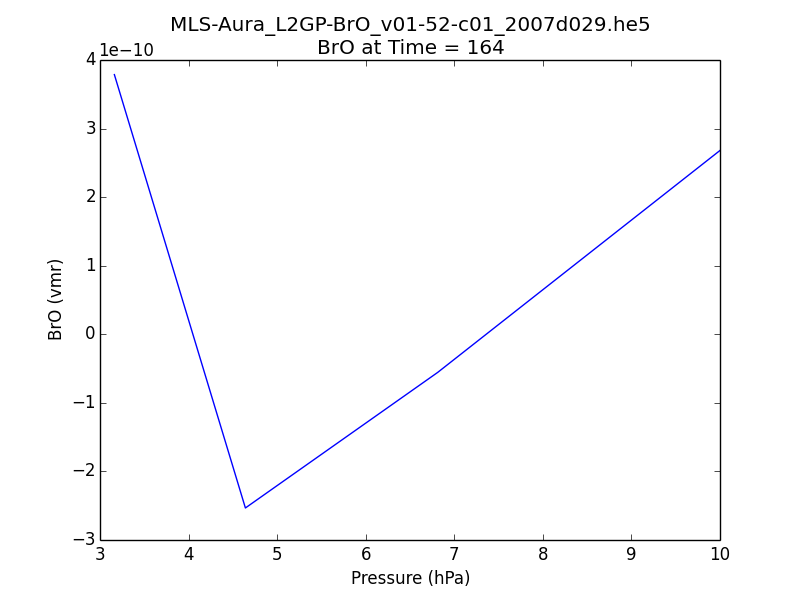 MLS-Aura_L2GP-BrO_v01-52-c01_2007d029.he5
BrO at Time = 164
1e−10
4
3
2
1
0
−1
−2
−3
BrO (vmr)
3 4 5 6 7 8 9 10
Pressure (hPa)